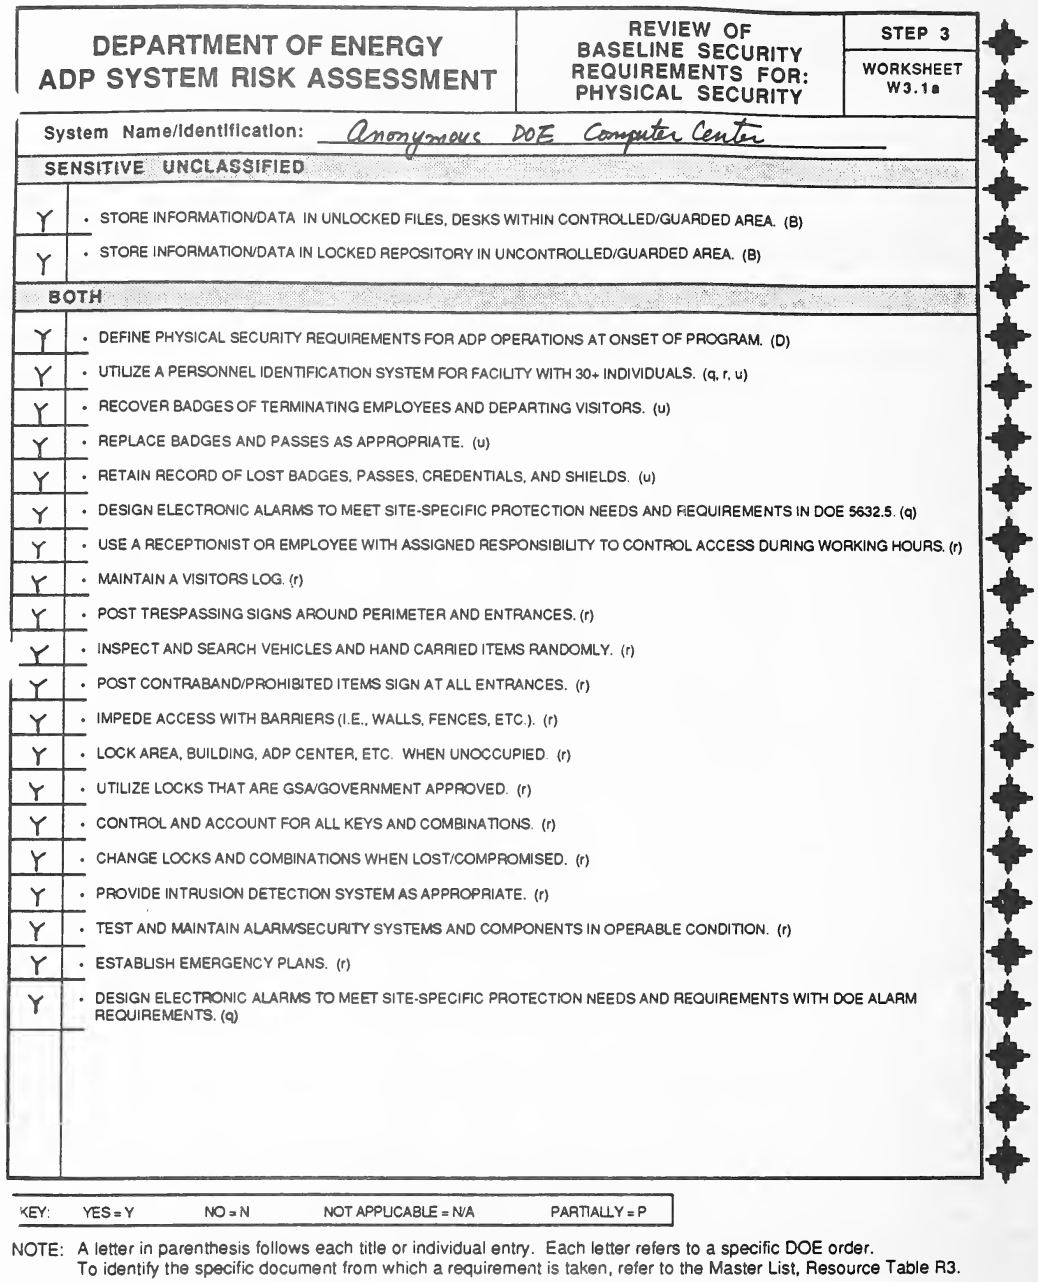 DEPARTMENT OF ENERGY
ADP SYSTEM RISK ASSESSMENT
REVIEW OF
BASELINE SECURITY
REQUIREMENTS FOR:
PHYSICAL SECURITY
STEP 3
WORKSHEET
W3.1a
System Name/Identification: Anonymous DOE Computer Center
SENSITIVE UNCLASSIFIED
Y • STORE INFORMATION/DATA IN UNLOCKED FILES, DESKS WITHIN CONTROLLED/GUARDED AREA. (B)
Y • STORE INFORMATION/DATA IN LOCKED REPOSITORY IN UNCONTROLLED/GUARDED AREA. (B)
BOTH
Y • DEFINE PHYSICAL SECURITY REQUIREMENTS FOR ADP OPERATIONS AT ONSET OF PROGRAM. (D)
Y • UTILIZE A PERSONNEL IDENTIFICATION SYSTEM FOR FACILITY WITH 30+ INDIVIDUALS. (q, r, u)
Y • RECOVER BADGES OF TERMINATING EMPLOYEES AND DEPARTING VISITORS. (u)
Y • REPLACE BADGES AND PASSES AS APPROPRIATE. (u)
Y • RETAIN RECORD OF LOST BADGES, PASSES, CREDENTIALS, AND SHIELDS. (u)
Y • DESIGN ELECTRONIC ALARMS TO MEET SITE-SPECIFIC PROTECTION NEEDS AND REQUIREMENTS IN DOE 5632.5. (q)
Y • USE A RECEPTIONIST OR EMPLOYEE WITH ASSIGNED RESPONSIBILITY TO CONTROL ACCESS DURING WORKING HOURS. (r)
Y • MAINTAIN A VISITORS LOG. (r)
Y • POST TRESPASSING SIGNS AROUND PERIMETER AND ENTRANCES. (r)
Y • INSPECT AND SEARCH VEHICLES AND HAND CARRIED ITEMS RANDOMLY. (r)
Y • POST CONTRABAND/PROHIBITED ITEMS SIGN AT ALL ENTRANCES. (r)
Y • IMPEDE ACCESS WITH BARRIERS (I.E., WALLS, FENCES, ETC.). (r)
Y • LOCK AREA, BUILDING, ADP CENTER, ETC. WHEN UNOCCUPIED. (r)
Y • UTILIZE LOCKS THAT ARE GSA/GOVERNMENT APPROVED. (r)
Y • CONTROL AND ACCOUNT FOR ALL KEYS AND COMBINATIONS. (r)
Y • CHANGE LOCKS AND COMBINATIONS WHEN LOST/COMPROMISED. (r)
Y • PROVIDE INTRUSION DETECTION SYSTEM AS APPROPRIATE. (r)
Y • TEST AND MAINTAIN ALARM/SECURITY SYSTEMS AND COMPONENTS IN OPERABLE CONDITION. (r)
Y • ESTABLISH EMERGENCY PLANS. (r)
Y • DESIGN ELECTRONIC ALARMS TO MEET SITE-SPECIFIC PROTECTION NEEDS AND REQUIREMENTS WITH DOE ALARM
REQUIREMENTS. (q)
KEY: YES = Y NO = N NOT APPLICABLE = N/A PARTIALLY = P
NOTE: A letter in parenthesis follows each title or individual entry. Each letter refers to a specific DOE order.
To identify the specific document from which a requirement is taken, refer to the Master List, Resource Table R3.